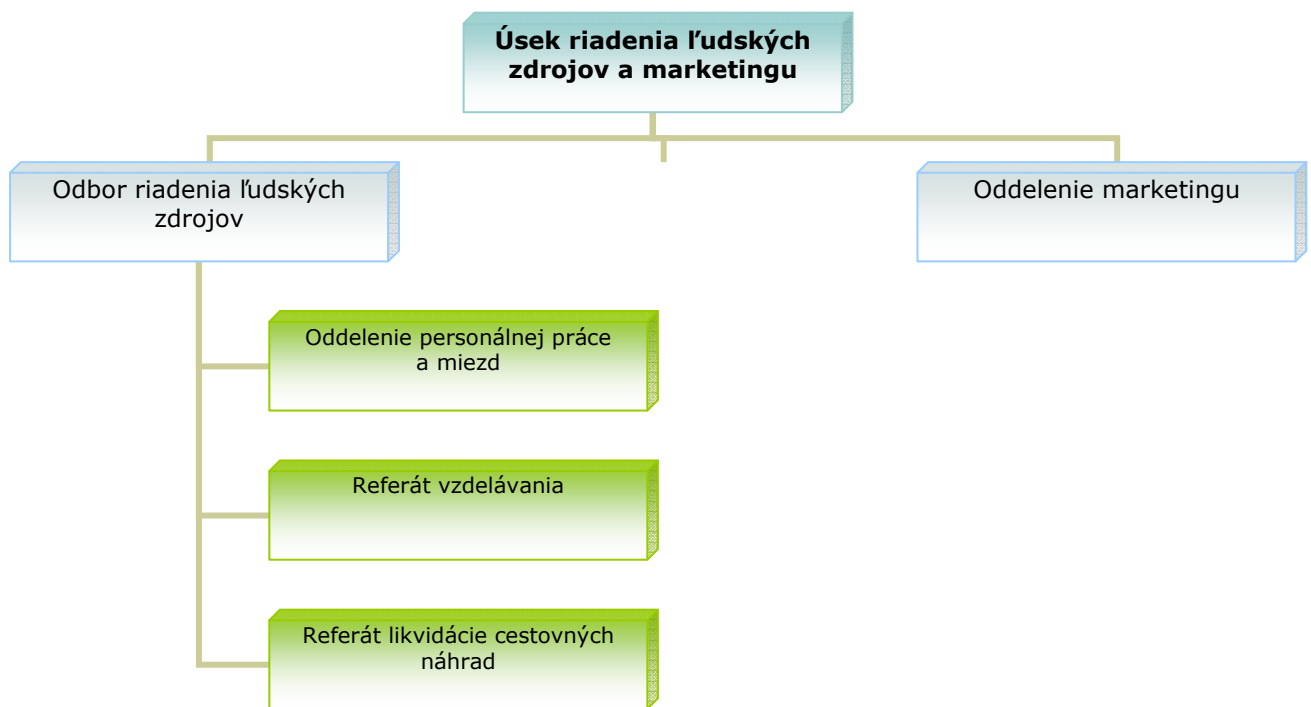 Úsek riadenia ľudských
zdrojov a marketingu
Odbor riadenia ľudských
zdrojov
Oddelenie marketingu
Oddelenie personálnej práce
a miezd
Referát vzdelávania
Referát likvidácie cestovných
náhrad